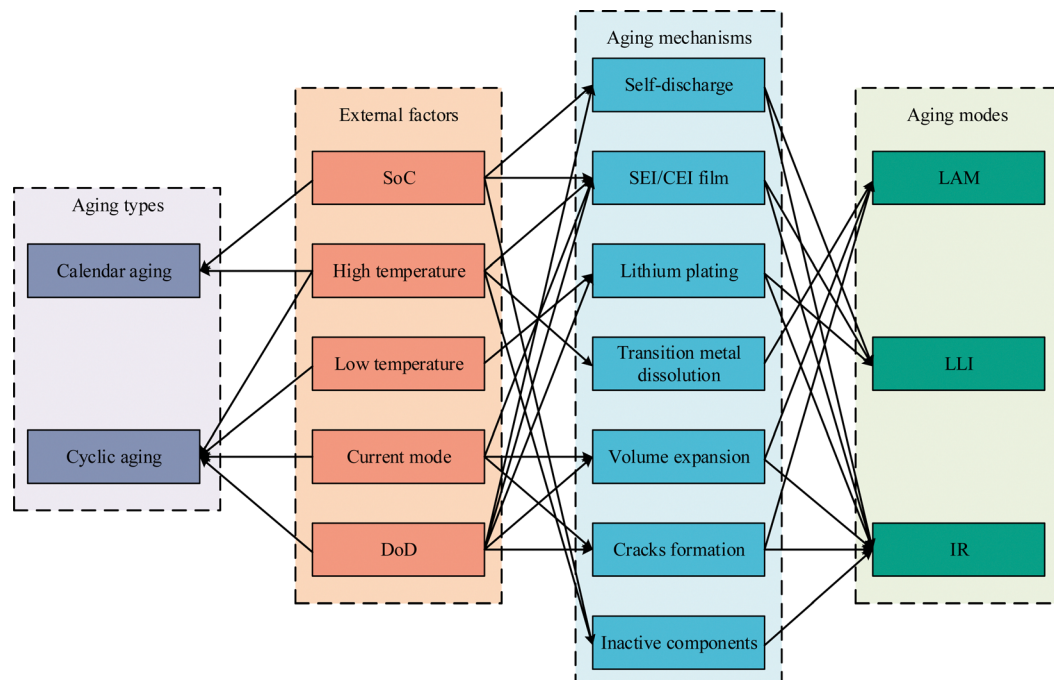 Aging types
Calendar aging
Cyclic aging
External factors
SoC
High temperature
Low temperature
Current mode
DoD
Aging mechanisms
Self-discharge
SEI/CEI film
Lithium plating
Transition metal
dissolution
Volume expansion
Cracks formation
Inactive components
Aging modes
LAM
LLI
IR